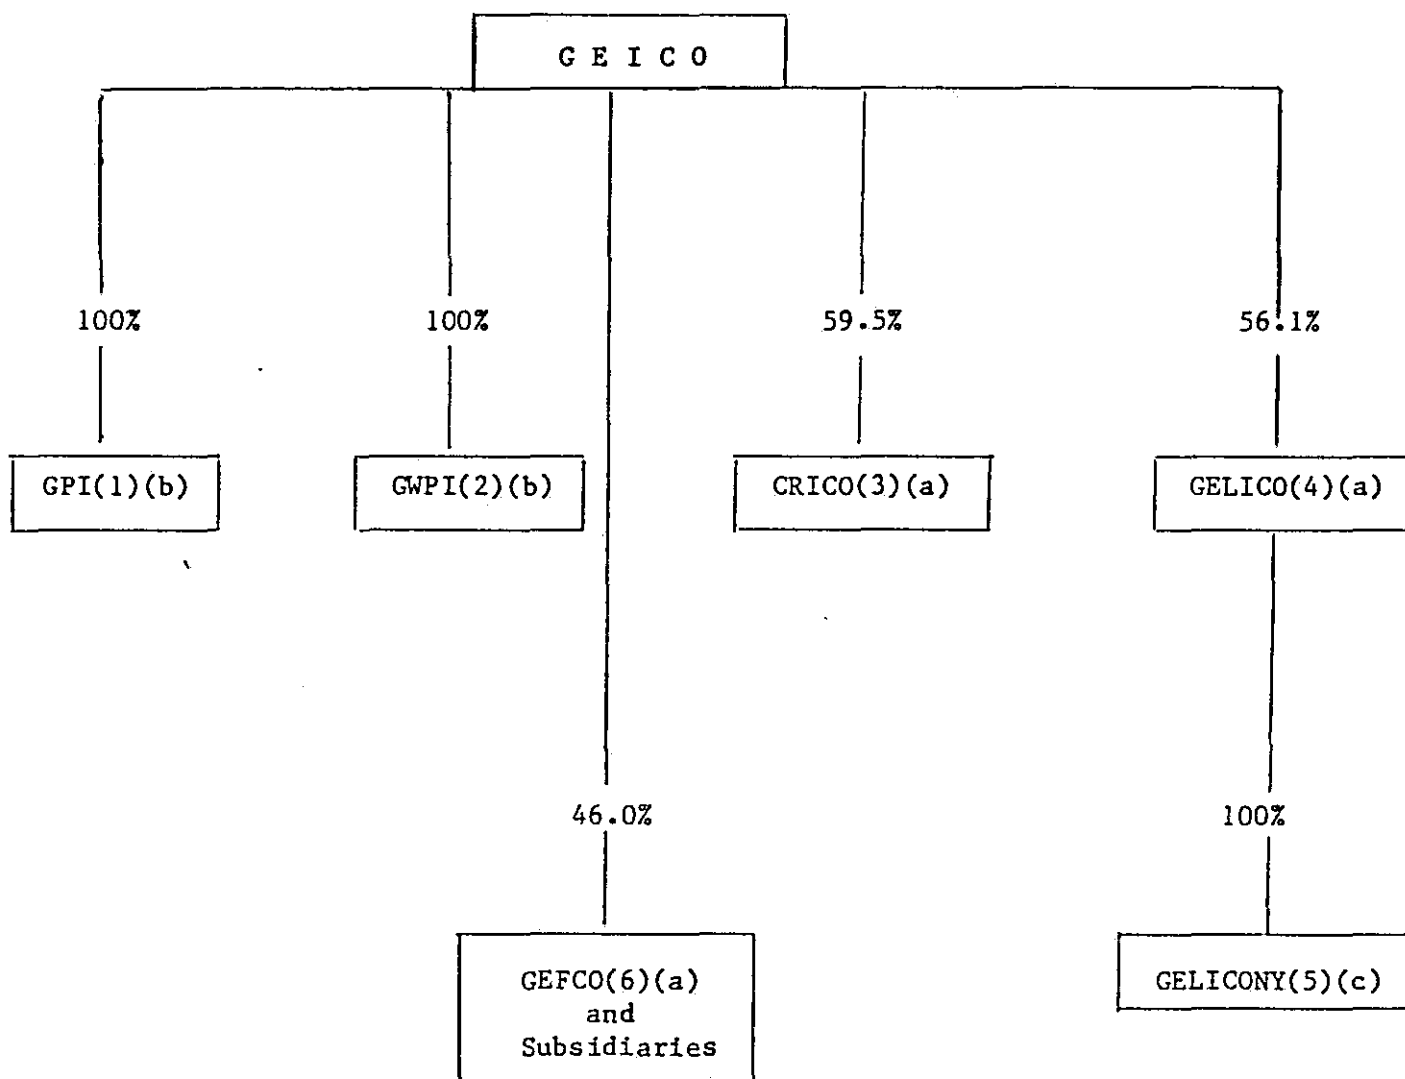 G E I C O
100%
100%
59.5%
56.1%
GPI(1)(b)
GWPI(2)(b)
CRICO(3)(a)
GELICO(4)(a)
46.0%
100%
GEFCO(6)(a)
and
Subsidiaries
GELICONY(5)(c)